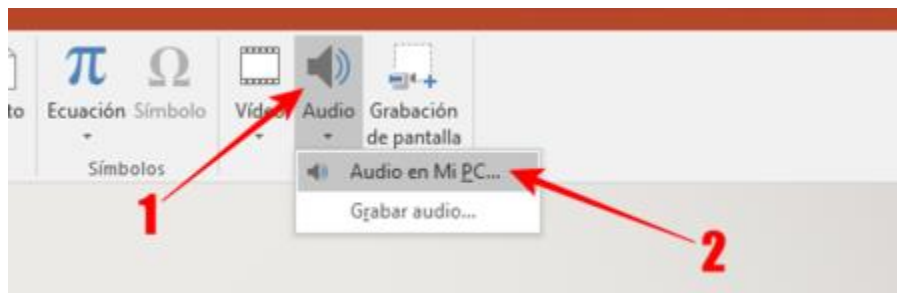 to
Ecuación Símbolo
Vídeo Audio Grabación
de pantalla
Símbolos
Audio en Mi PC...
Grabar audio...
1
2